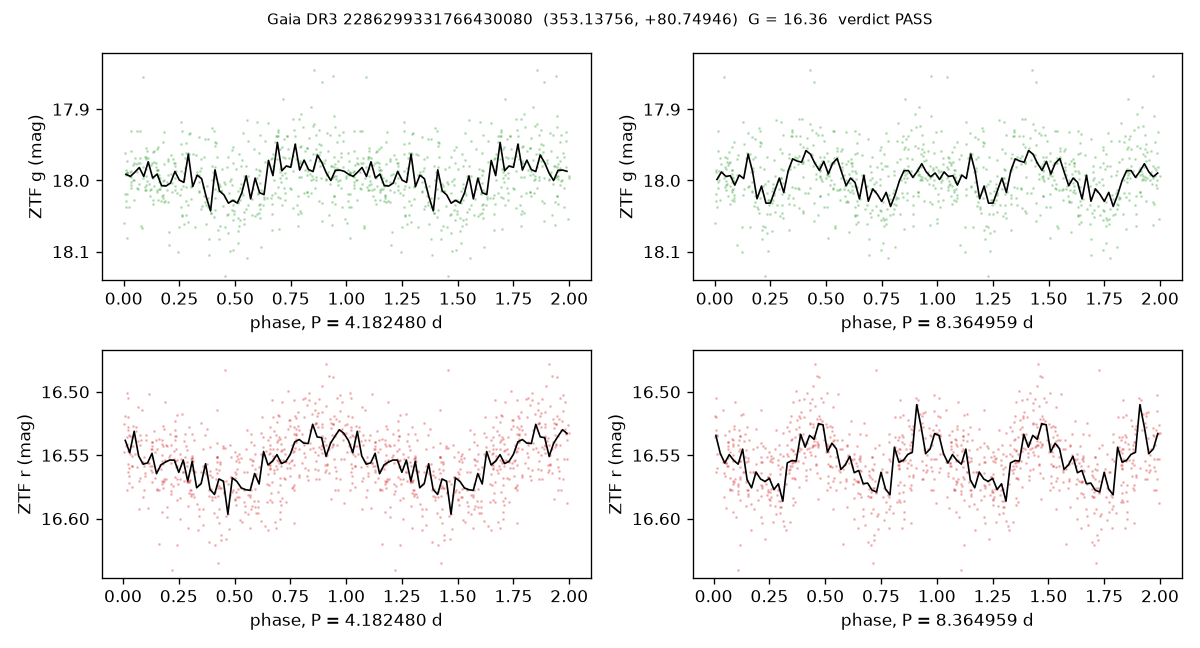 Gaia DR3 2286299331766430080 (353.13756, +80.74946) G = 16.36 verdict PASS
ZTF g (mag)
17.9
18.0
18.1
0.00 0.25 0.50 0.75 1.00 1.25 1.50 1.75 2.00
phase, P = 4.182480 d
ZTF g (mag)
17.9
18.0
18.1
0.00 0.25 0.50 0.75 1.00 1.25 1.50 1.75 2.00
phase, P = 8.364959 d
ZTF r (mag)
16.50
16.55
16.60
0.00 0.25 0.50 0.75 1.00 1.25 1.50 1.75 2.00
phase, P = 4.182480 d
ZTF r (mag)
16.50
16.55
16.60
0.00 0.25 0.50 0.75 1.00 1.25 1.50 1.75 2.00
phase, P = 8.364959 d